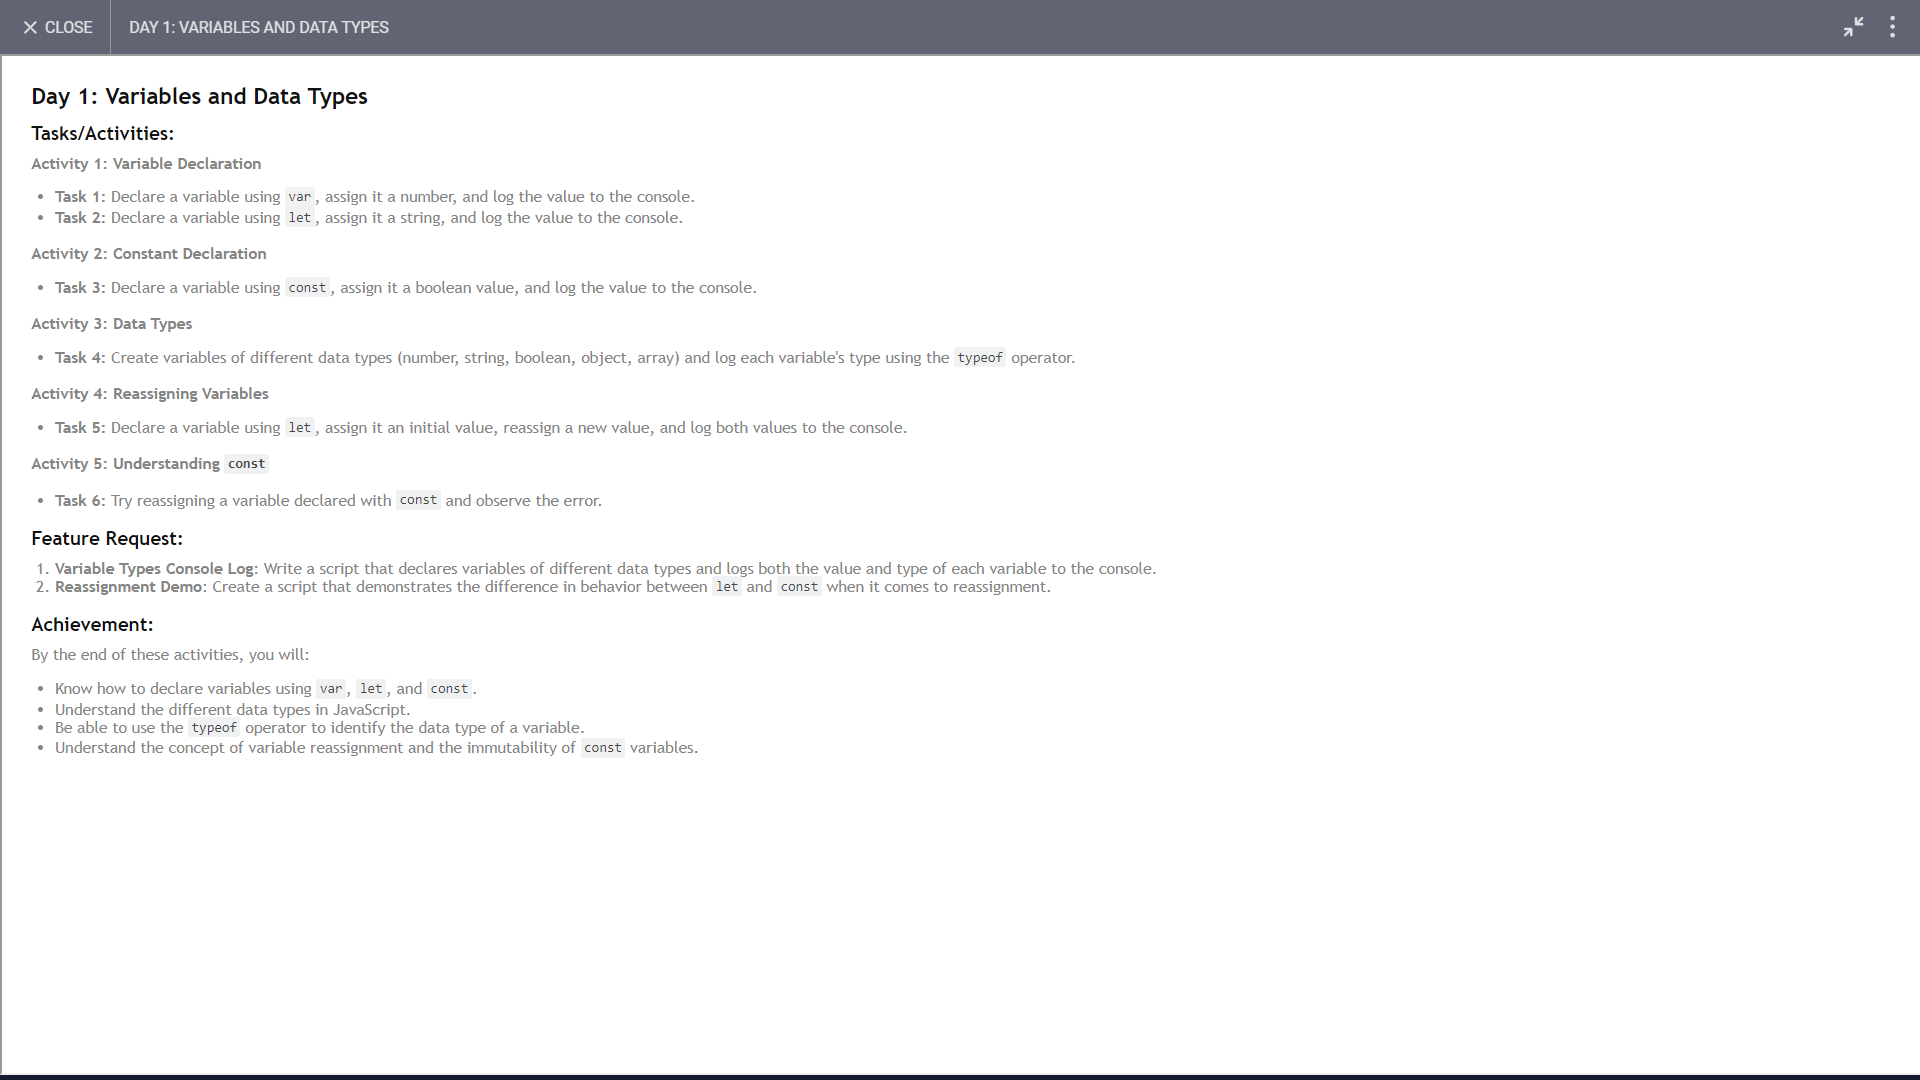 CLOSE DAY 1: VARIABLES AND DATA TYPES
Day 1: Variables and Data Types
Tasks/Activities:
Activity 1: Variable Declaration
• Task 1: Declare a variable using var, assign it a number, and log the value to the console.
• Task 2: Declare a variable using let, assign it a string, and log the value to the console.
Activity 2: Constant Declaration
• Task 3: Declare a variable using const, assign it a boolean value, and log the value to the console.
Activity 3: Data Types
• Task 4: Create variables of different data types (number, string, boolean, object, array) and log each variable's type using the typeof operator.
Activity 4: Reassigning Variables
• Task 5: Declare a variable using let, assign it an initial value, reassign a new value, and log both values to the console.
Activity 5: Understanding const
• Task 6: Try reassigning a variable declared with const and observe the error.
Feature Request:
1. Variable Types Console Log: Write a script that declares variables of different data types and logs both the value and type of each variable to the console.
2. Reassignment Demo: Create a script that demonstrates the difference in behavior between let and const when it comes to reassignment.
Achievement:
By the end of these activities, you will:
• Know how to declare variables using var, let, and const.
• Understand the different data types in JavaScript.
• Be able to use the typeof operator to identify the data type of a variable.
• Understand the concept of variable reassignment and the immutability of const variables.